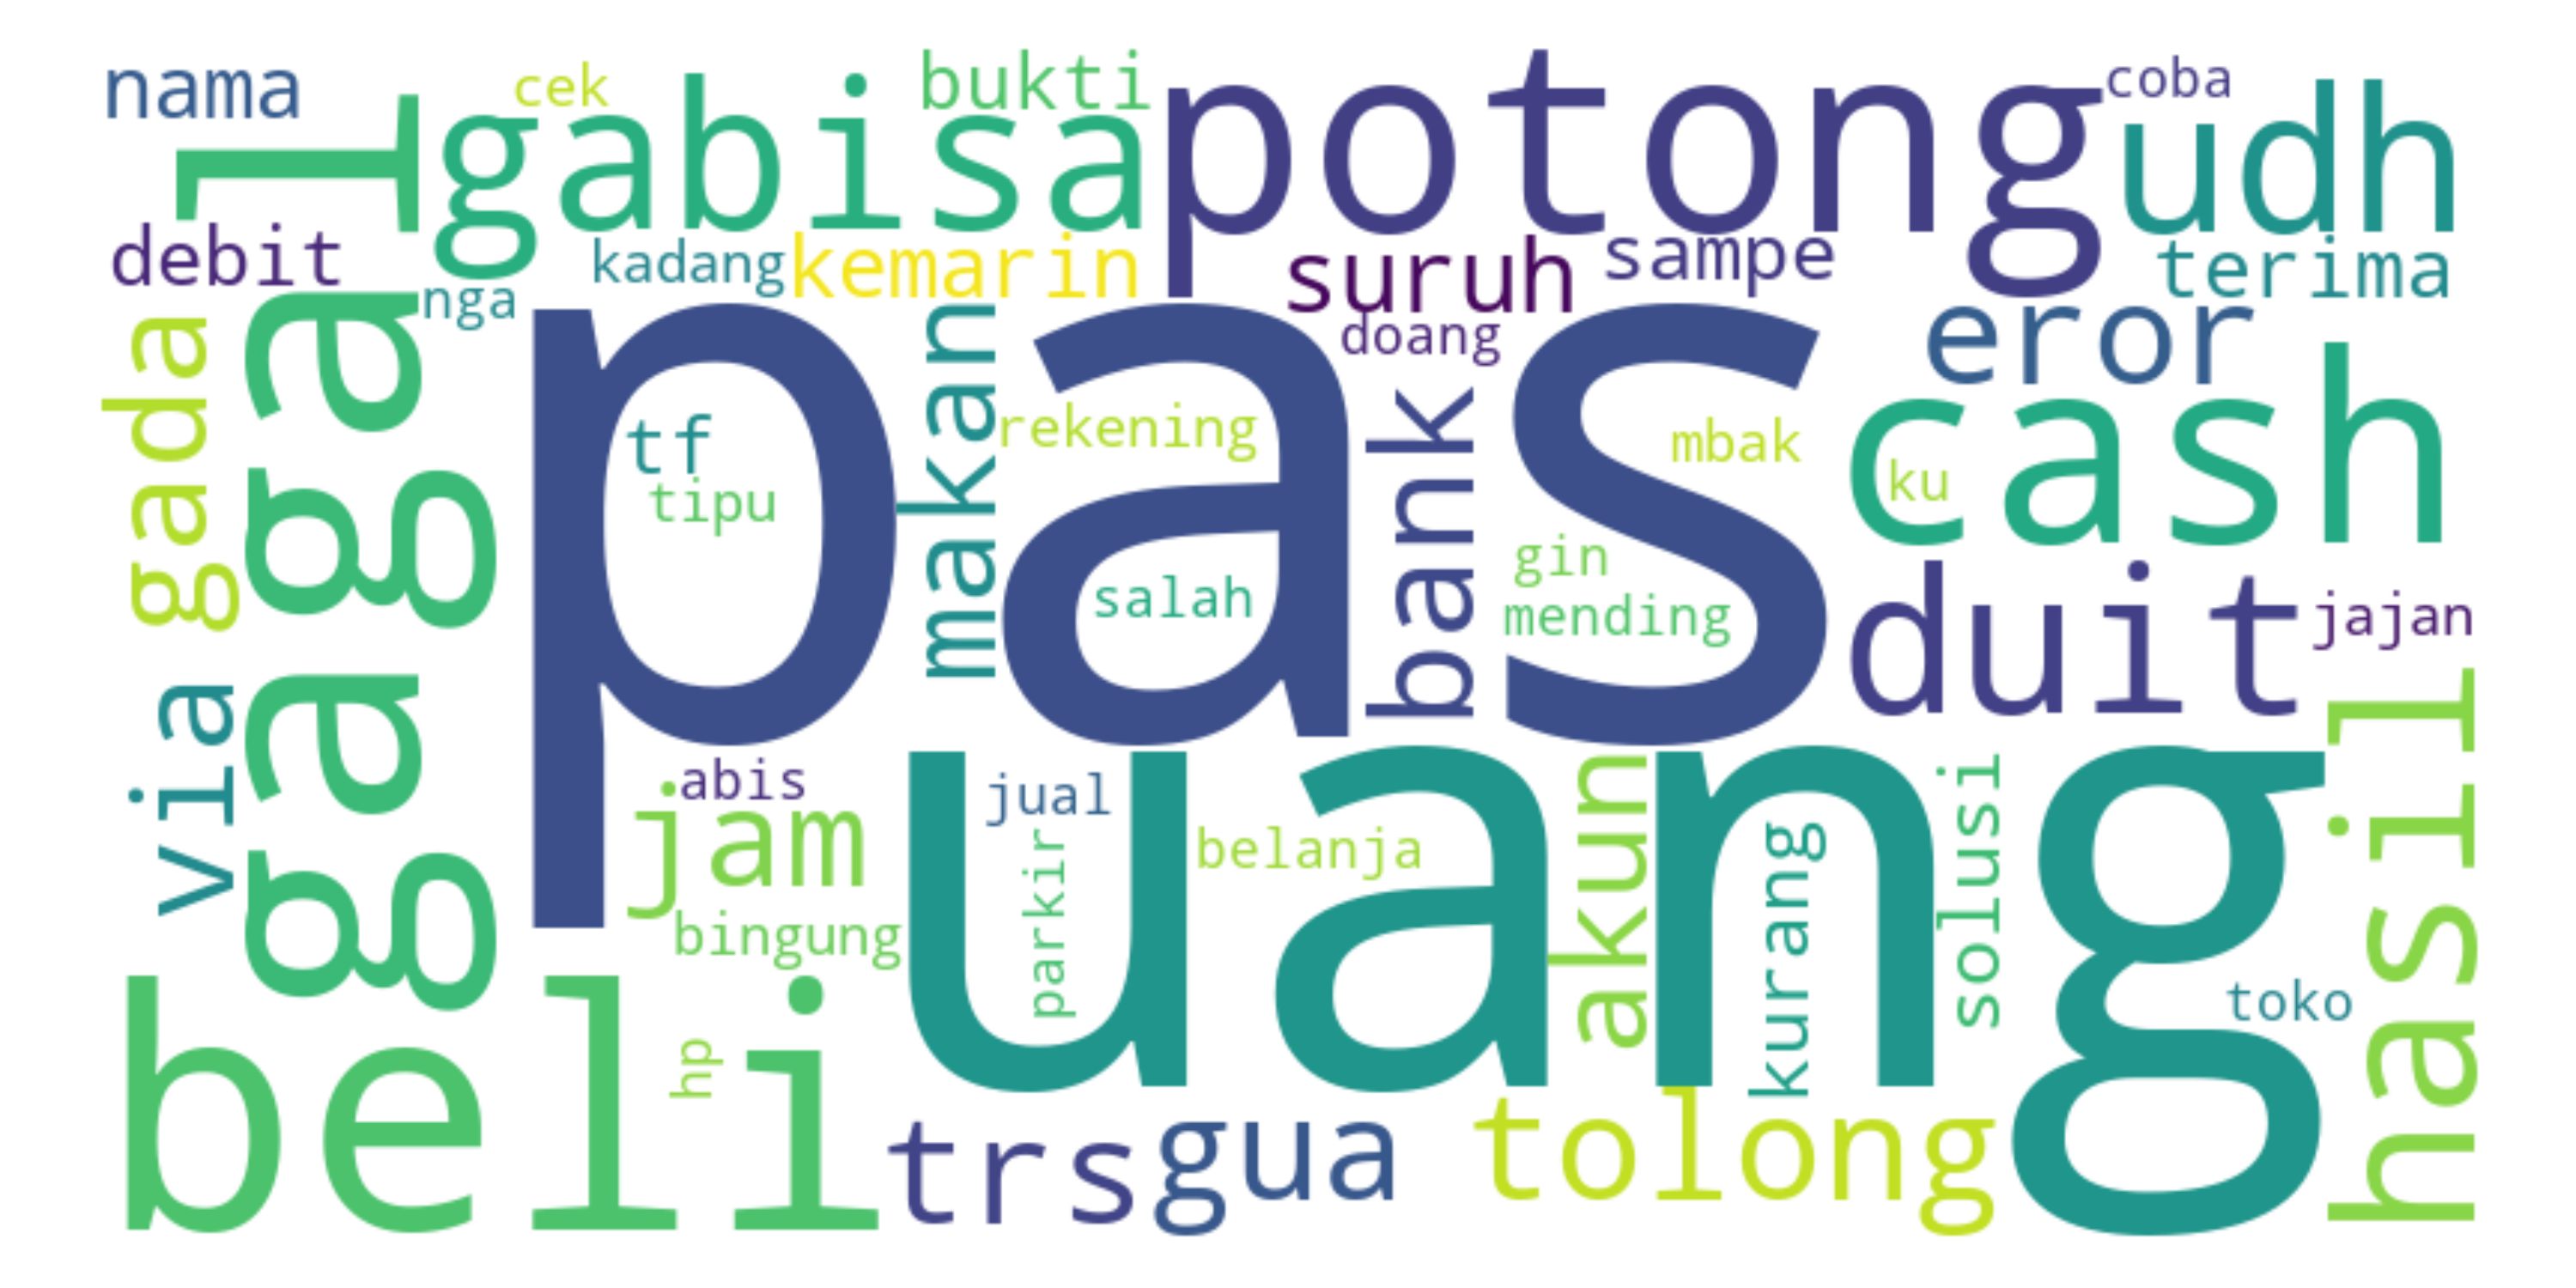 nama
cek
gabisa
bukti
potong
coba
udh
debit
gagal
nga
kadang
kemarin
suruh
sampe
terima
doang
eror
gada
pas
tf
tipu
makan
rekening
salah
bank
mbak
gin
mending
cash
ku
duit
jajan
via
abis
jam
bingung
uang
jual
parkir
belanja
akun
kurang
solusi
toko
hasil
beli
hp
trs
gua
tolong